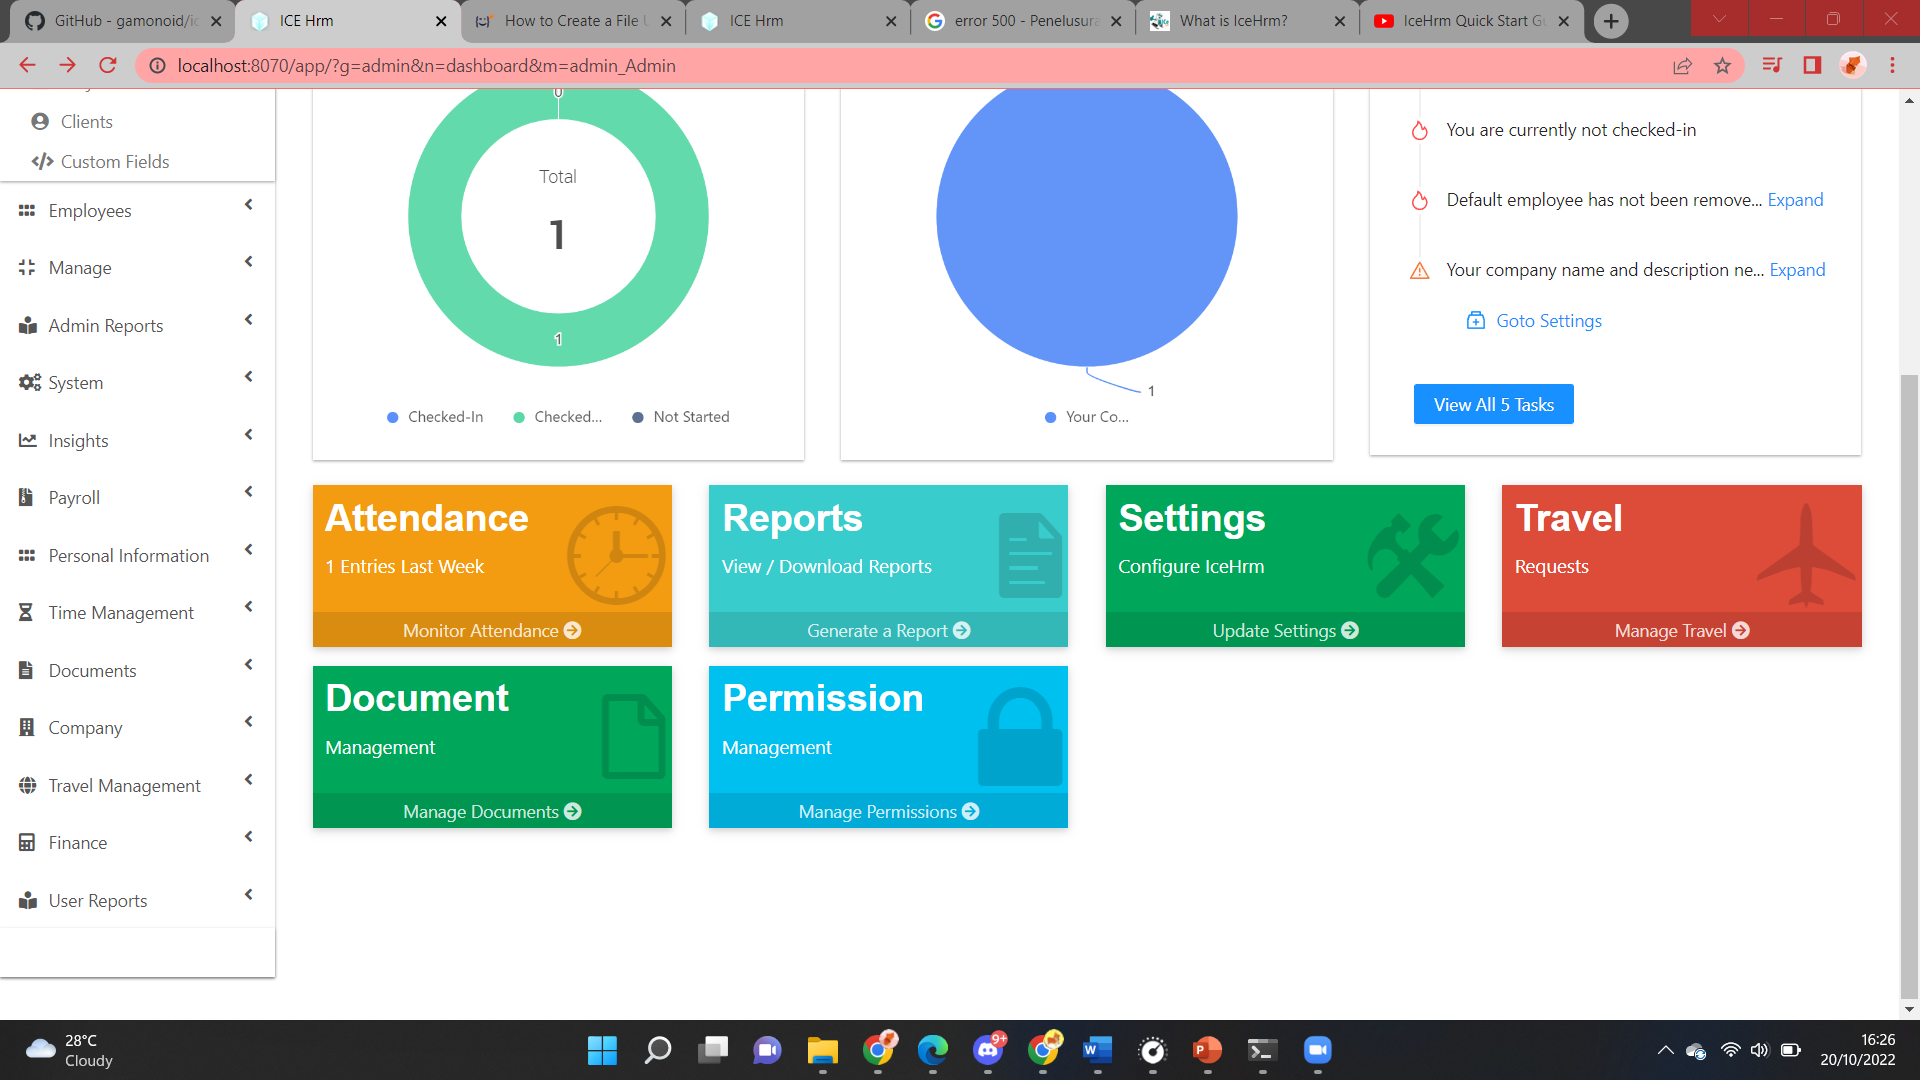 GitHub - gamonoid/ic
ICE Hrm
How to Create a File U
ICE Hrm
error 500 - Penelusura
What is IceHrm?
IceHrm Quick Start Gu
localhost:8070/app/?g=admin&n=dashboard&m=admin_Admin
Clients
Custom Fields
Employees
Manage
Admin Reports
System
Insights
Payroll
Personal Information
Time Management
Documents
Company
Travel Management
Finance
User Reports
0
Total
1
1
Checked-In
Checked...
Not Started
1
Your Co...
You are currently not checked-in
Default employee has not been remove... Expand
Your company name and description ne... Expand
Goto Settings
View All 5 Tasks
Attendance
1 Entries Last Week
Monitor Attendance
Reports
View / Download Reports
Generate a Report
Settings
Configure IceHrm
Update Settings
Travel
Requests
Manage Travel
Document
Management
Manage Documents
Permission
Management
Manage Permissions
28°C
Cloudy
9+
16:26
20/10/2022